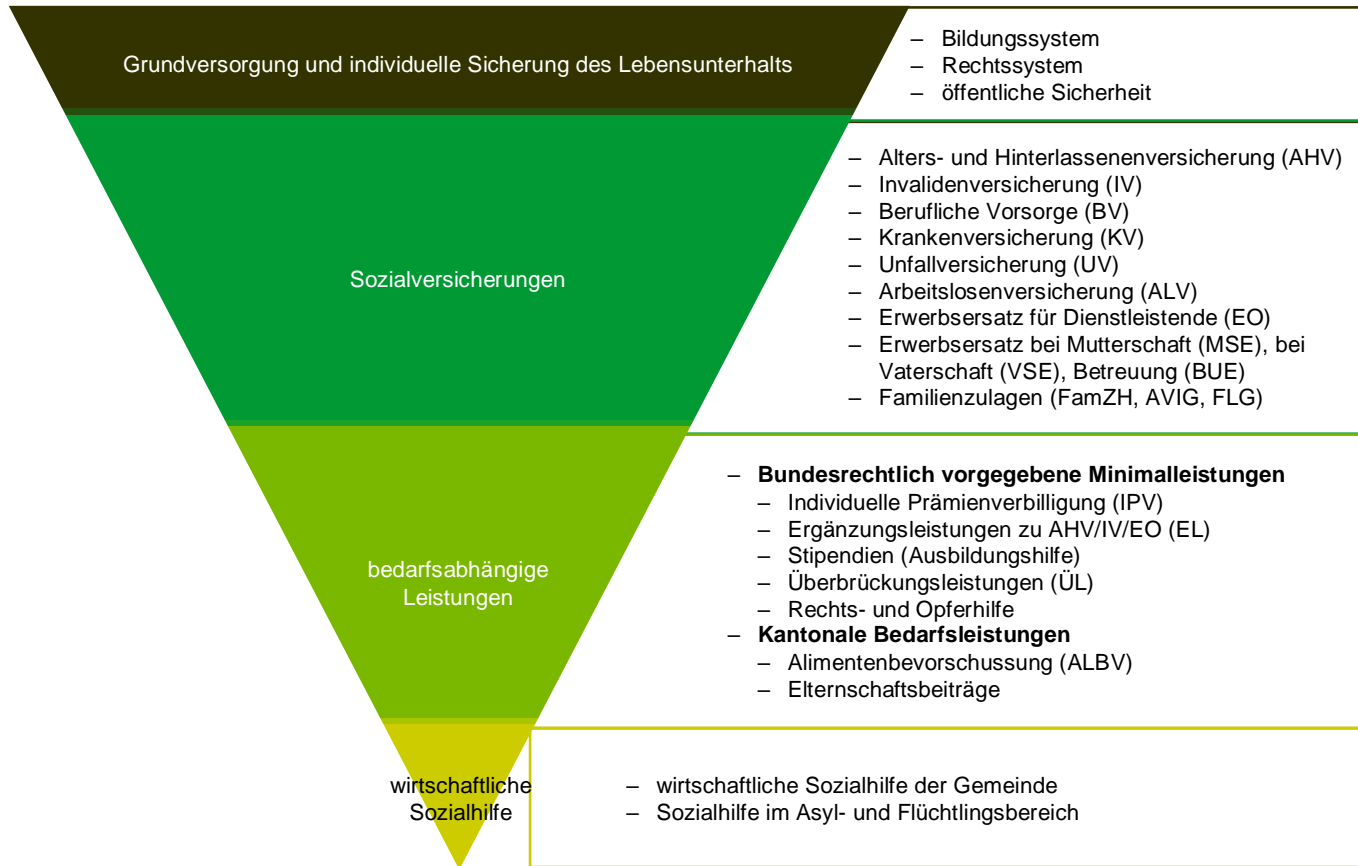 Grundversorgung und individuelle Sicherung des Lebensunterhalts
– Bildungssystem
– Rechtssystem
– öffentliche Sicherheit
Sozialversicherungen
– Alters- und Hinterlassenenversicherung (AHV)
– Invalidenversicherung (IV)
– Berufliche Vorsorge (BV)
– Krankenversicherung (KV)
– Unfallversicherung (UV)
– Arbeitslosenversicherung (ALV)
– Erwerbsersatz für Dienstleistende (EO)
– Erwerbsersatz bei Mutterschaft (MSE), bei
Vaterschaft (VSE), Betreuung (BUE)
– Familienzulagen (FamZH, AVIG, FLG)
bedarfsabhängige
Leistungen
– Bundesrechtlich vorgegebene Minimalleistungen
– Individuelle Prämienverbilligung (IPV)
– Ergänzungsleistungen zu AHV/IV/EO (EL)
– Stipendien (Ausbildungshilfe)
– Überbrückungsleistungen (ÜL)
– Rechts- und Opferhilfe
– Kantonale Bedarfsleistungen
– Alimentenbevorschussung (ALBV)
– Elternschaftsbeiträge
wirtschaftliche
Sozialhilfe
– wirtschaftliche Sozialhilfe der Gemeinde
– Sozialhilfe im Asyl- und Flüchtlingsbereich